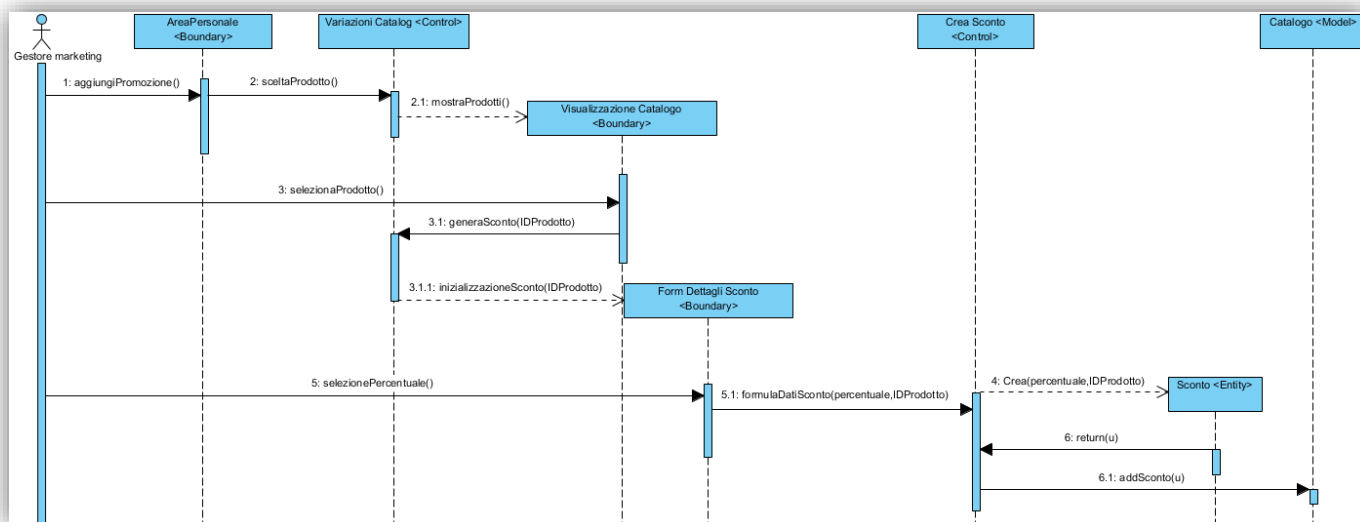 AreaPersonale
<Boundary>
Variazioni Catalog <Control>
Crea Sconto
<Control>
Catalogo <Model>
Gestore marketing
1: aggiungiPromozione()
2: sceltaProdotto()
2.1: mostraProdotti()
Visualizzazione Catalogo
<Boundary>
3: selezionaProdotto()
3.1: generaSconto(IDProdotto)
3.1.1: inizializzazioneSconto(IDProdotto)
Form Dettagli Sconto
<Boundary>
5: selezionePercentuale()
5.1: formulaDatiSconto(percentuale,IDProdotto)
4: Crea(percentuale,IDProdotto)
Sconto <Entity>
6: return(u)
6.1: addSconto(u)